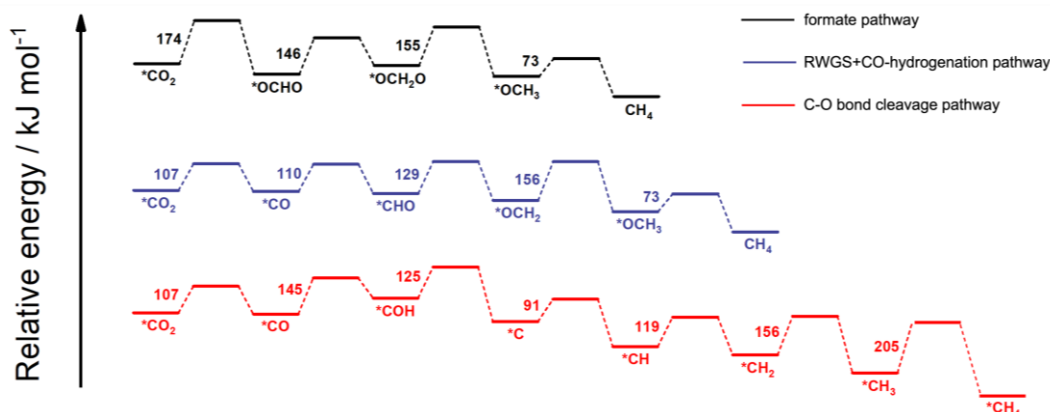 Relative energy / kJ mol⁻¹
formate pathway
RWGS+CO-hydrogenation pathway
C-O bond cleavage pathway
174 146 155 73
*CO₂ *OCHO *OCH₂O *OCH₃ CH₄
107 110 129 156 73
*CO₂ *CO *CHO *OCH₂ *OCH₃ CH₄
107 145 125 91 119 156 205
*CO₂ *CO *COH *C *CH *CH₂ *CH₃ *CH₄